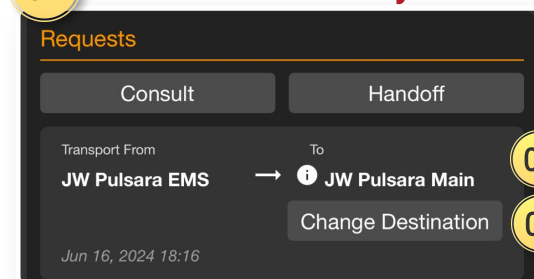 Requests
Consult
Handoff
Transport From
To
JW Pulsara EMS → JW Pulsara Main
Change Destination
Jun 16, 2024 18:16